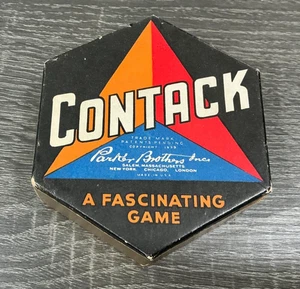 CONTACK
TRADE MARK
PATENTS PENDING
COPYRIGHT 1939
Parker Brothers Inc
SALEM, MASSACHUSETTS
NEW YORK, CHICAGO, LONDON
MADE IN U.S.A.
A FASCINATING
GAME